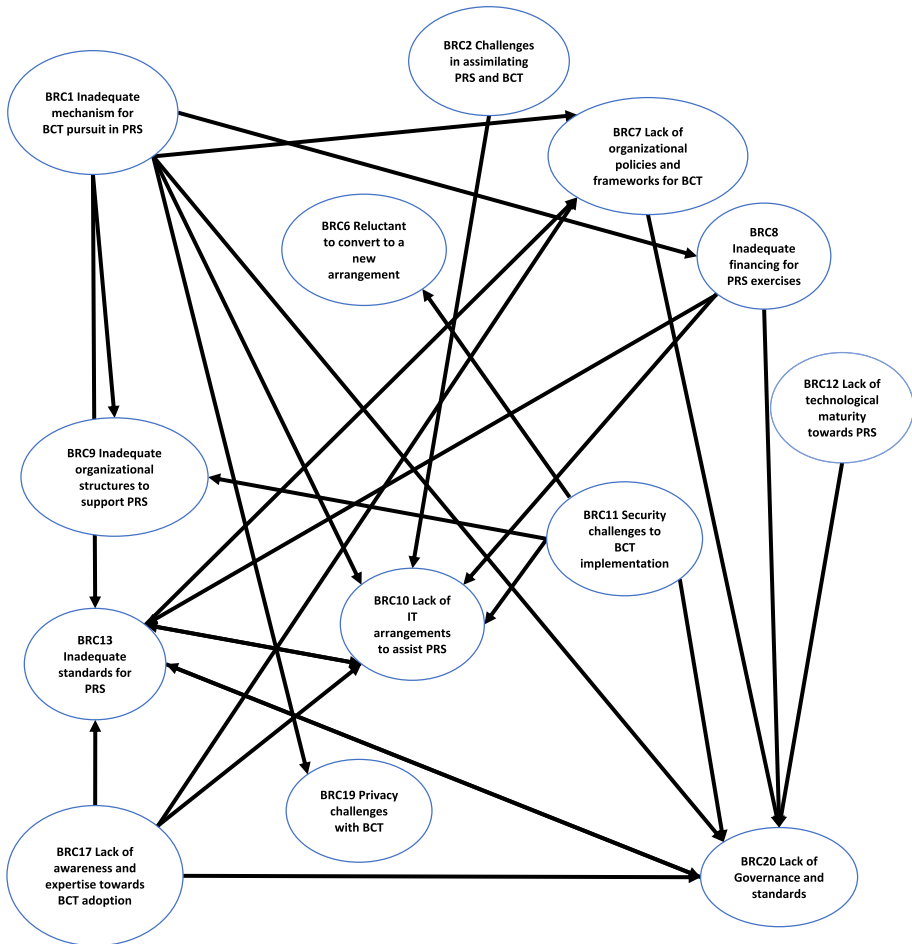 BRC2 Challenges
in assimilating
PRS and BCT
BRC1 Inadequate
mechanism for
BCT pursuit in PRS
BRC7 Lack of
organizational
policies and
frameworks for BCT
BRC6 Reluctant
to convert to a
new
arrangement
BRC8
Inadequate
financing for
PRS exercises
BRC12 Lack of
technological
maturity
towards PRS
BRC9 Inadequate
organizational
structures to
support PRS
BRC11 Security
challenges to
BCT
implementation
BRC10 Lack of
IT
arrangements
to assist PRS
BRC13
Inadequate
standards for
PRS
BRC19 Privacy
challenges
with BCT
BRC17 Lack of
awareness and
expertise towards
BCT adoption
BRC20 Lack of
Governance and
standards